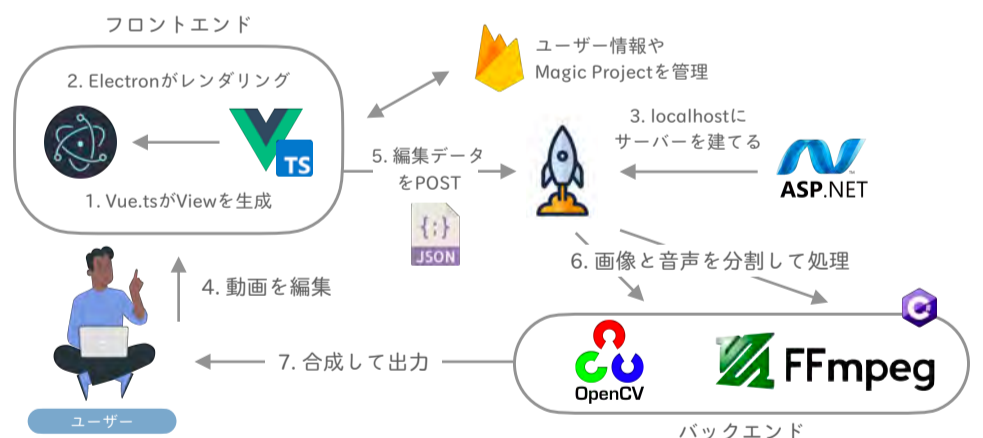 フロントエンド
2. Electronがレンダリング
TS
1. Vue.tsがViewを生成
ユーザー情報や
Magic Projectを管理
3. localhostに
サーバーを建てる
ASP.NET
5. 編集データ
をPOST
{;}
JSON
4. 動画を編集
6. 画像と音声を分割して処理
C#
OpenCV
FFmpeg
7. 合成して出力
ユーザー
バックエンド